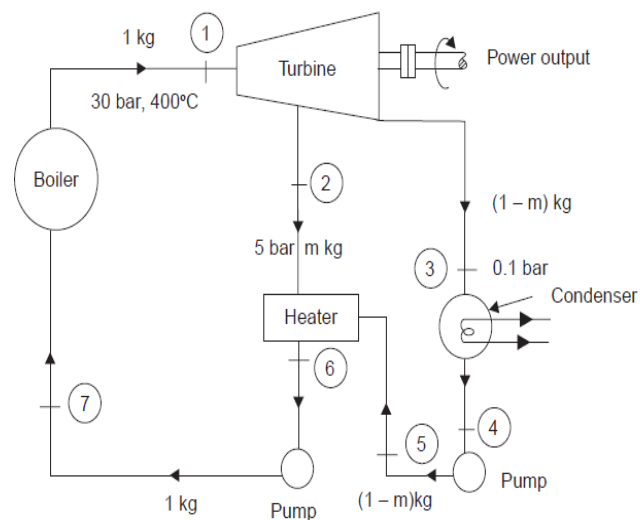 1 kg
1
Turbine
Power output
30 bar, 400°C
Boiler
2
(1 – m) kg
5 bar m kg
3
0.1 bar
Condenser
Heater
6
7
4
5
Pump
1 kg
Pump
(1 – m)kg